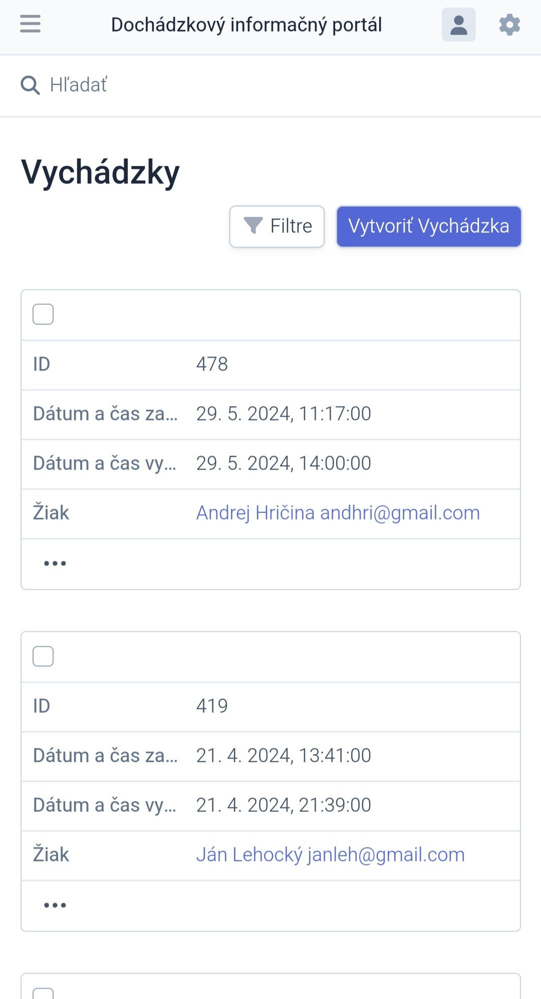 Dochádzkový informačný portál
Hľadať
Vychádzky
Filtre
Vytvoriť Vychádzka
ID 478
Dátum a čas za... 29. 5. 2024, 11:17:00
Dátum a čas vy... 29. 5. 2024, 14:00:00
Žiak Andrej Hričina andhri@gmail.com
ID 419
Dátum a čas za... 21. 4. 2024, 13:41:00
Dátum a čas vy... 21. 4. 2024, 21:39:00
Žiak Ján Lehocký janleh@gmail.com